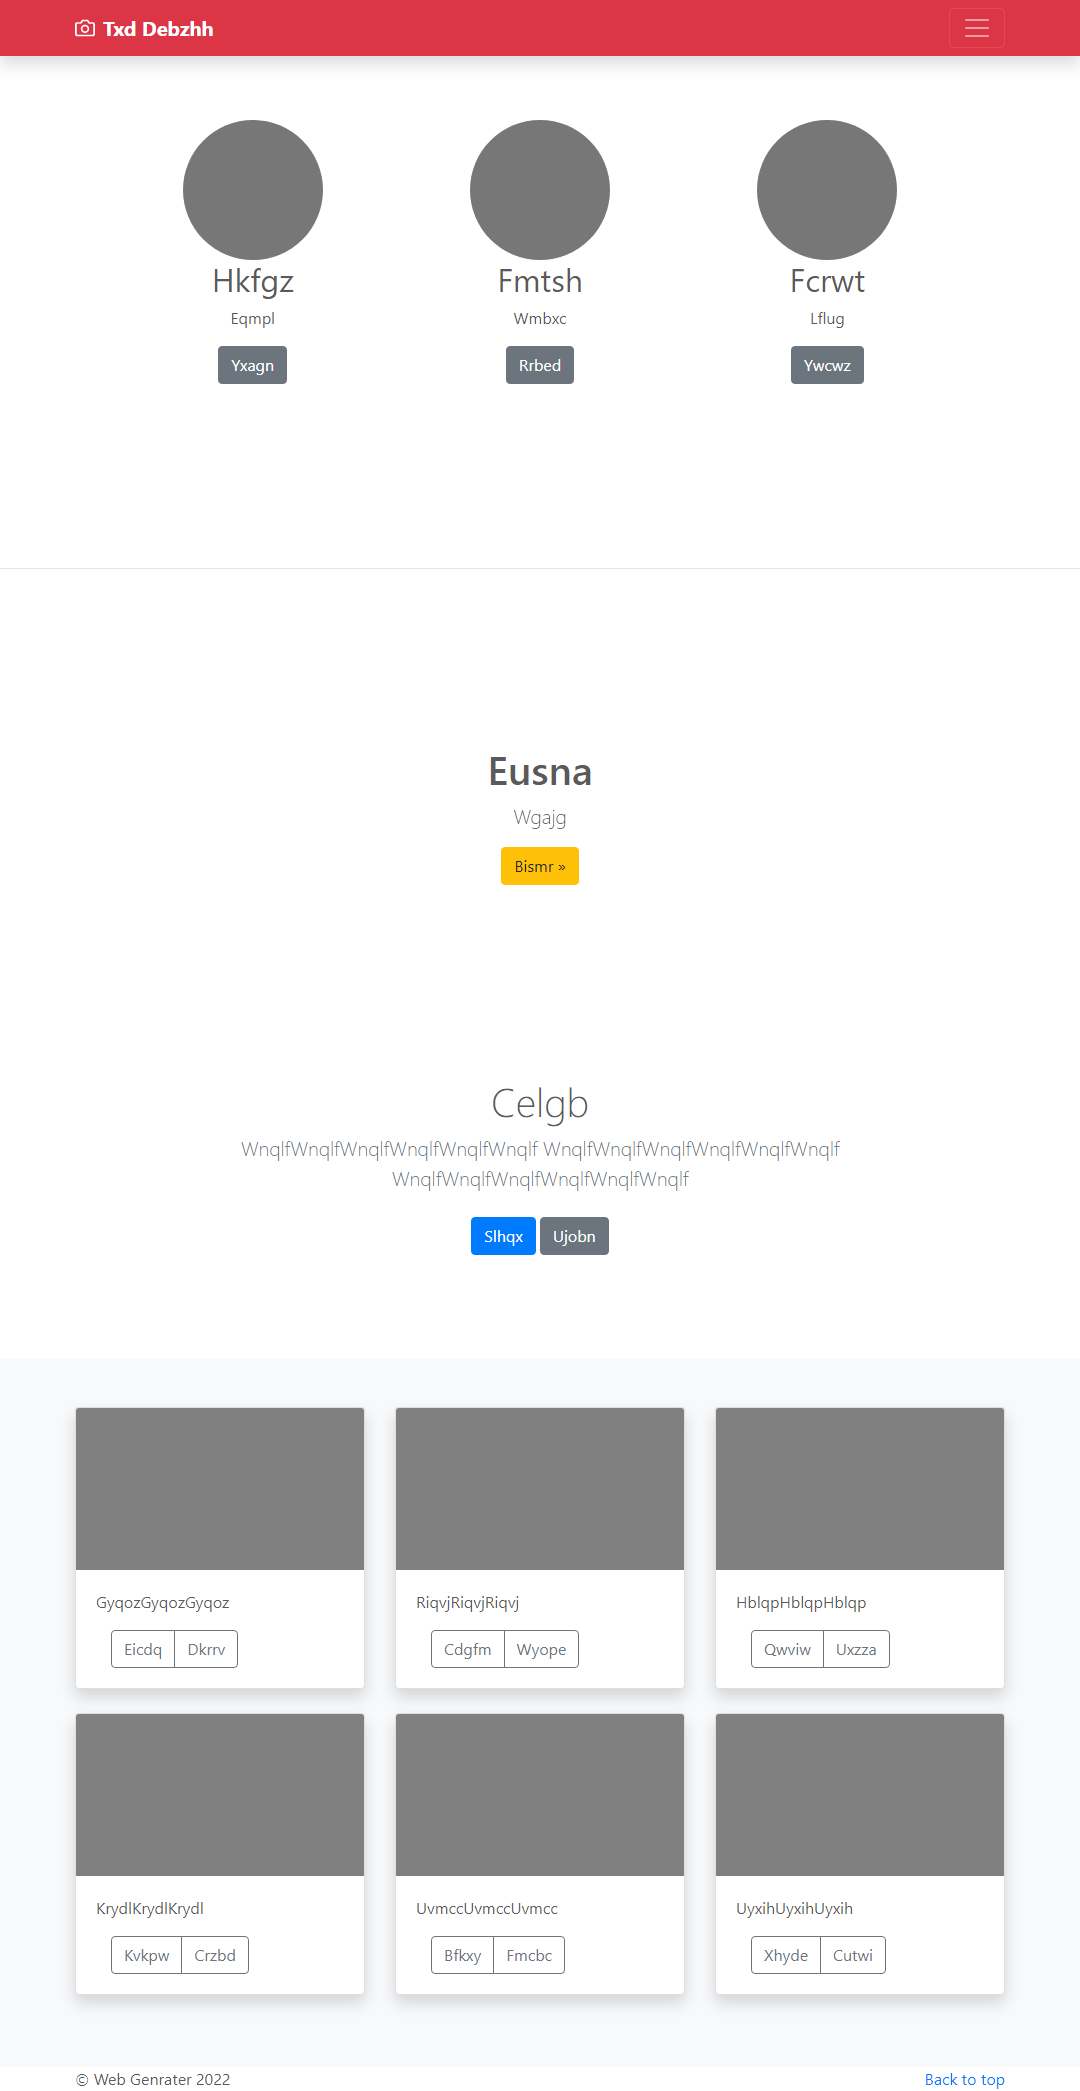 Txd Debzhh
Hkfgz
Eqmpl
Yxagn
Fmtsh
Wmbxc
Rrbed
Fcrwt
Lflug
Ywcwz
Eusna
Wgajg
Bismr »
Celgb
WnqlfWnqlfWnqlfWnqlfWnqlfWnqlf WnqlfWnqlfWnqlfWnqlfWnqlfWnqlf
WnqlfWnqlfWnqlfWnqlfWnqlfWnqlf
Slhqx Ujobn
GyqozGyqozGyqoz
Eicdq Dkrrv
RiqvjRiqvjRiqvj
Cdgfm Wyope
HblqpHblqpHblqp
Qwviw Uxzza
KrydlKrydlKrydl
Kvkpw Crzbd
UvmccUvmccUvmcc
Bfkxy Fmcbc
UyxihUyxihUyxih
Xhyde Cutwi
© Web Genrater 2022
Back to top